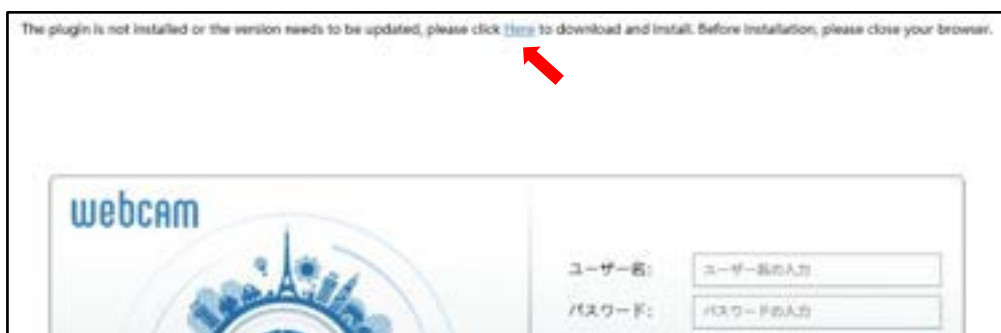 The plugin is not installed or the version needs to be updated, please click Here to download and install. Before installation, please close your browser.
webcam
ユーザー名: ユーザー名の入力
パスワード: パスワードの入力